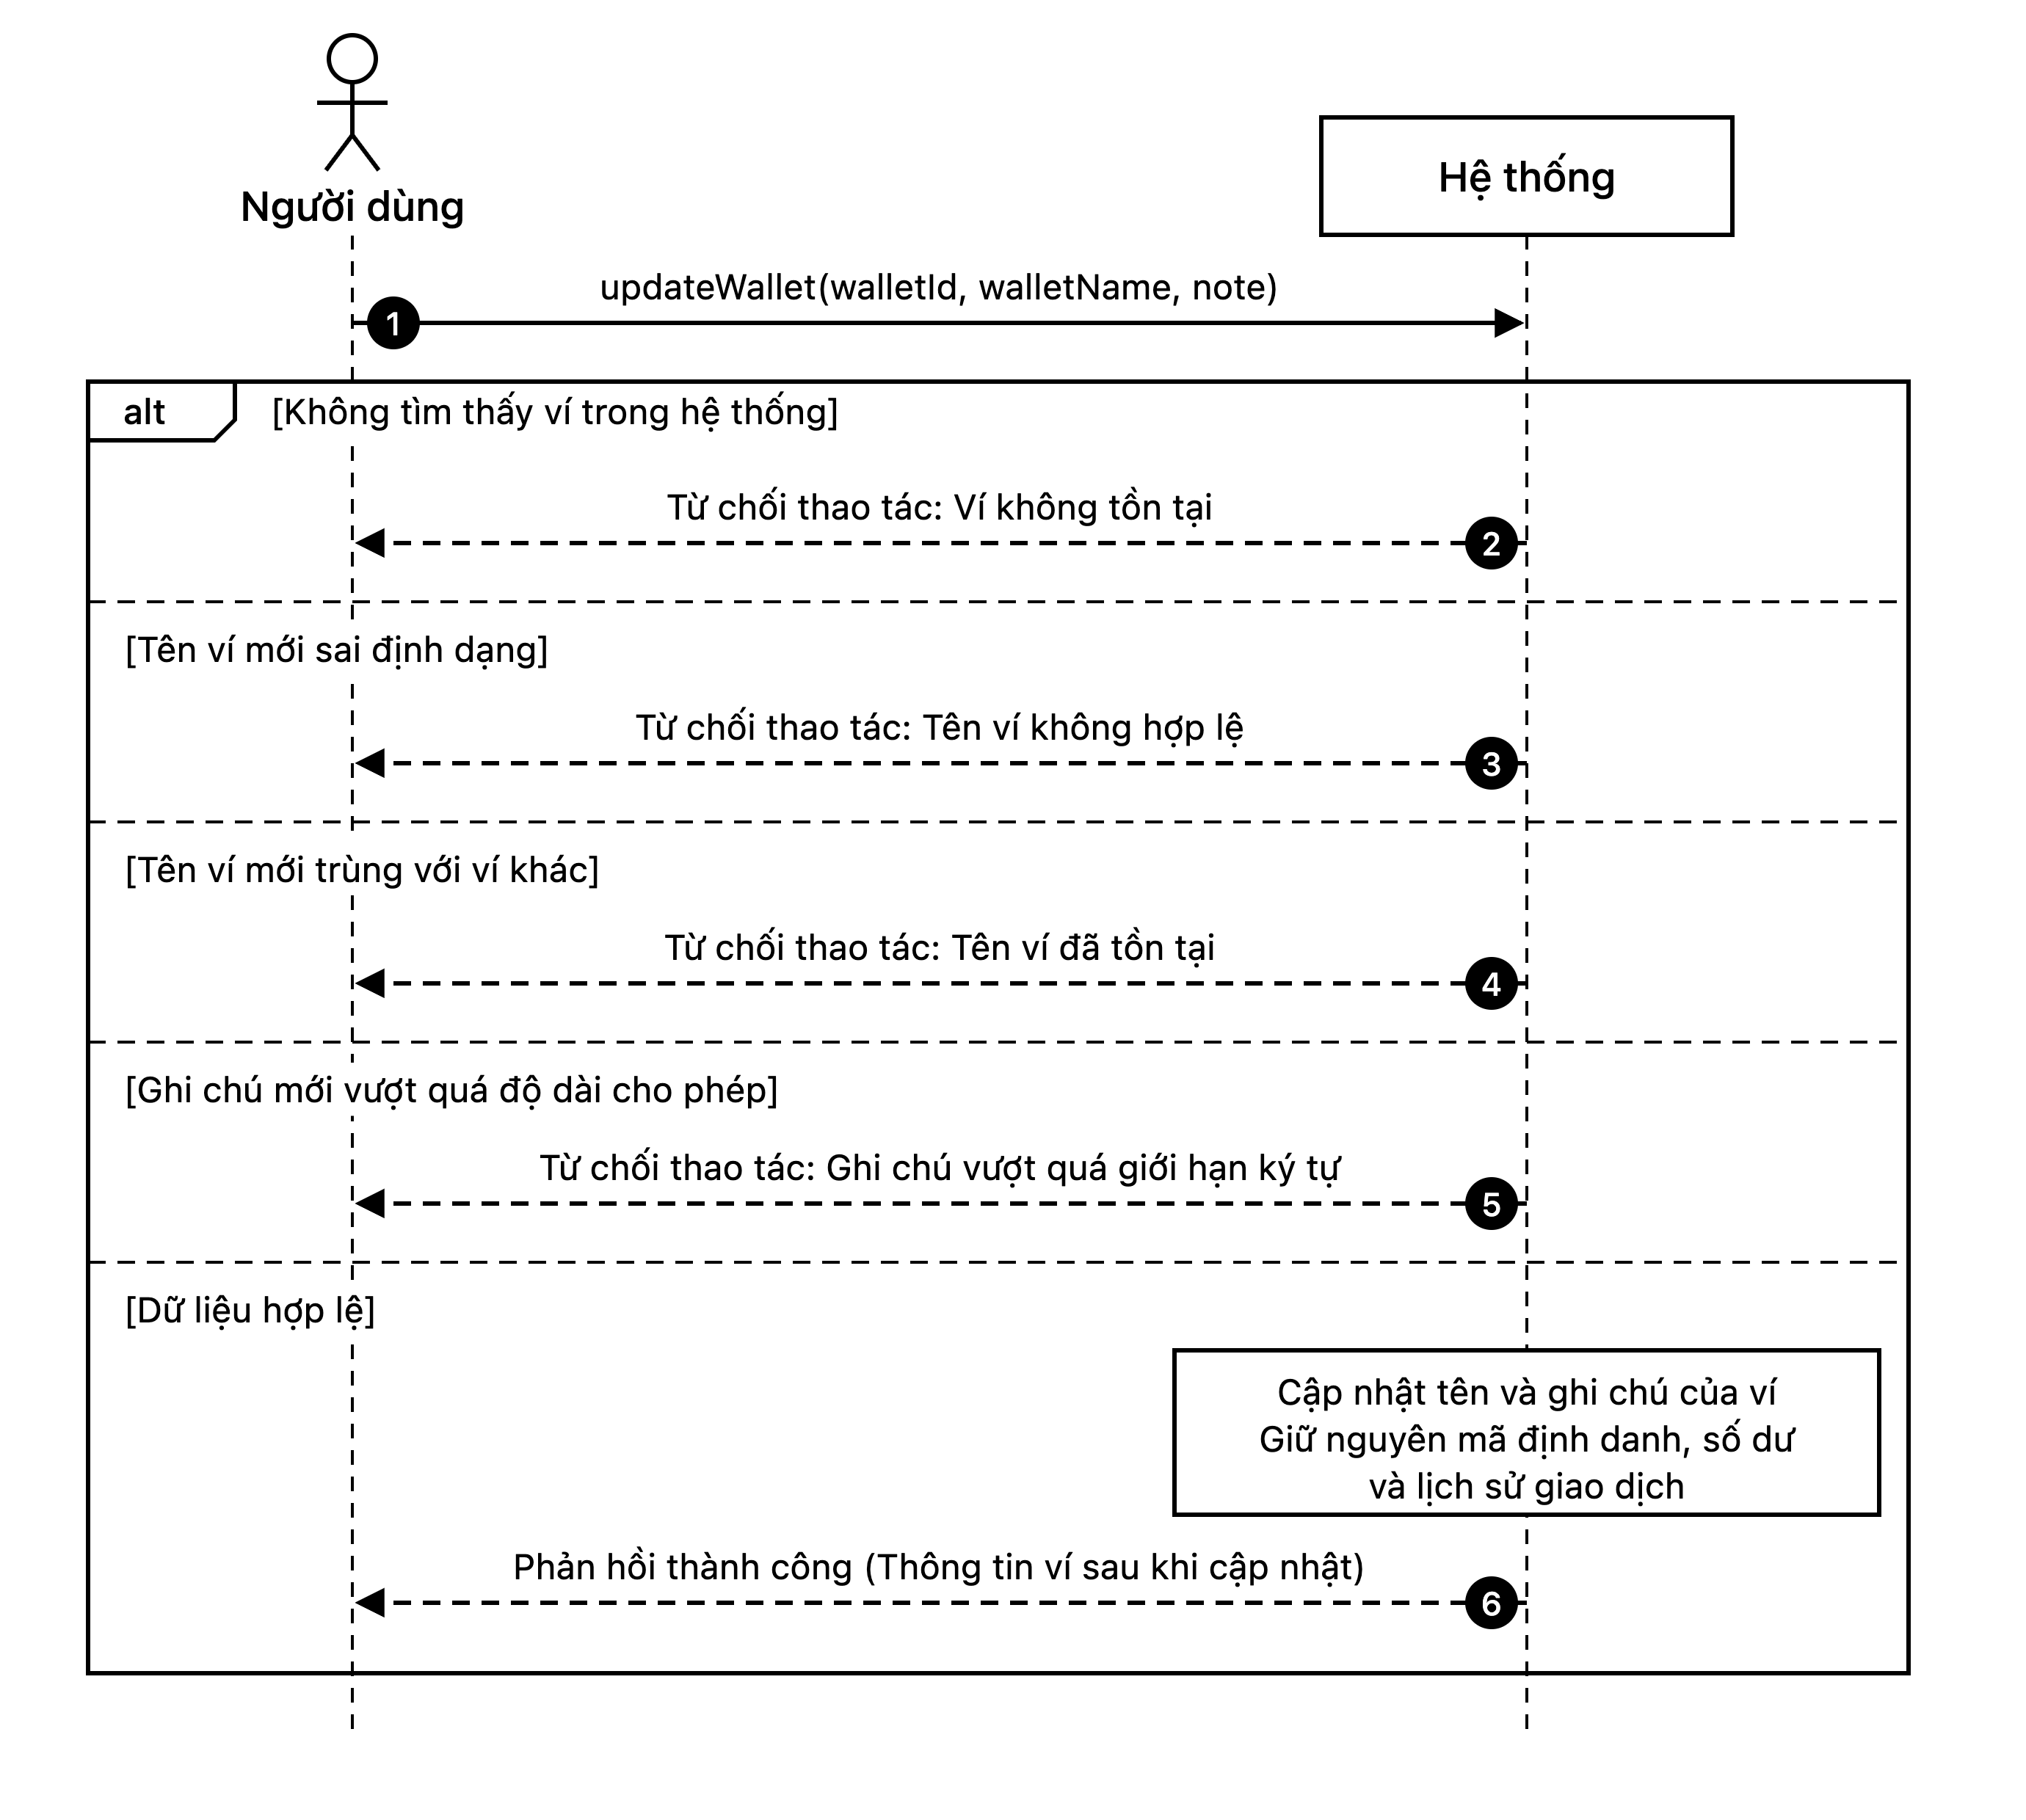 Người dùng
Hệ thống
updateWallet(walletId, walletName, note)
1
alt
[Không tìm thấy ví trong hệ thống]
Từ chối thao tác: Ví không tồn tại
2
[Tên ví mới sai định dạng]
Từ chối thao tác: Tên ví không hợp lệ
3
[Tên ví mới trùng với ví khác]
Từ chối thao tác: Tên ví đã tồn tại
4
[Ghi chú mới vượt quá độ dài cho phép]
Từ chối thao tác: Ghi chú vượt quá giới hạn ký tự
5
[Dữ liệu hợp lệ]
Cập nhật tên và ghi chú của ví
Giữ nguyên mã định danh, số dư
và lịch sử giao dịch
Phản hồi thành công (Thông tin ví sau khi cập nhật)
6